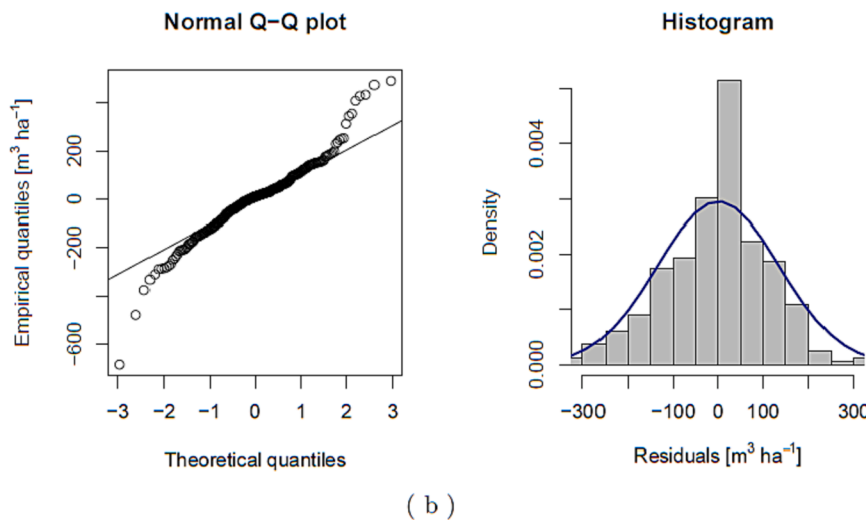 Normal Q−Q plot
Empirical quantiles [m³ ha⁻¹]
200
0
−200
−600
−3 −2 −1 0 1 2 3
Theoretical quantiles
Histogram
Density
0.004
0.002
0.000
−300 −100 0 100 300
Residuals [m³ ha⁻¹]
( b )